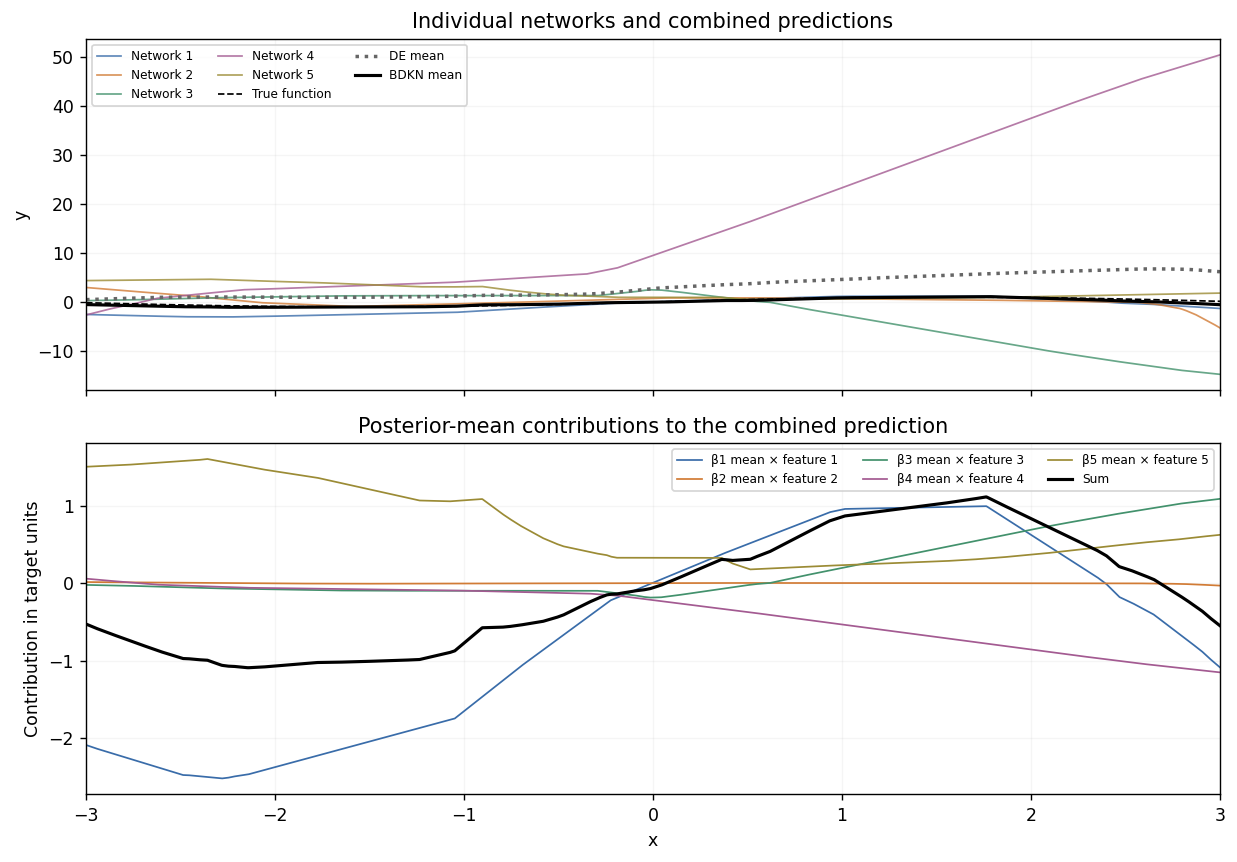 Individual networks and combined predictions
Network 1
Network 2
Network 3
Network 4
Network 5
True function
DE mean
BDKN mean
50
40
30
20
10
0
−10
y
Posterior-mean contributions to the combined prediction
β1 mean × feature 1
β2 mean × feature 2
β3 mean × feature 3
β4 mean × feature 4
β5 mean × feature 5
Sum
1
0
−1
−2
Contribution in target units
−3
−2
−1
0
1
2
3
x